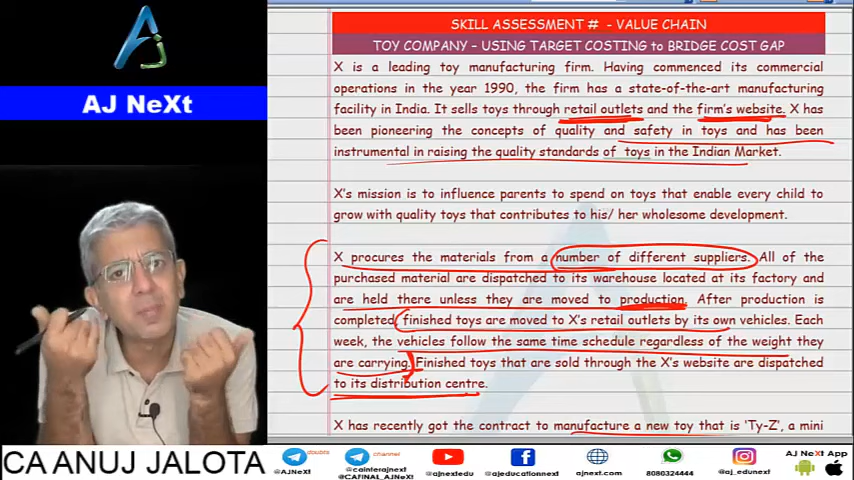 AJ
AJ NeXt
SKILL ASSESSMENT # - VALUE CHAIN
TOY COMPANY – USING TARGET COSTING to BRIDGE COST GAP
X is a leading toy manufacturing firm. Having commenced its commercial
operations in the year 1990, the firm has a state-of-the-art manufacturing
facility in India. It sells toys through retail outlets and the firm's website. X has
been pioneering the concepts of quality and safety in toys and has been
instrumental in raising the quality standards of toys in the Indian Market.
X's mission is to influence parents to spend on toys that enable every child to
grow with quality toys that contributes to his/ her wholesome development.
X procures the materials from a number of different suppliers. All of the
purchased material are dispatched to its warehouse located at its factory and
are held there unless they are moved to production. After production is
completed, finished toys are moved to X's retail outlets by its own vehicles. Each
week, the vehicles follow the same time schedule regardless of the weight they
are carrying. Finished toys that are sold through the X's website are dispatched
to its distribution centre.
X has recently got the contract to manufacture a new toy that is 'Ty-Z', a mini
CA ANUJ JALOTA
doubts
@AJNeXt
channel
@cainterajnext
@CAFINAL_AJNeXt
@ajnextedu
@ajeducationnext
ajnext.com
8080323444
@aj_edunext
AJ NeXt App